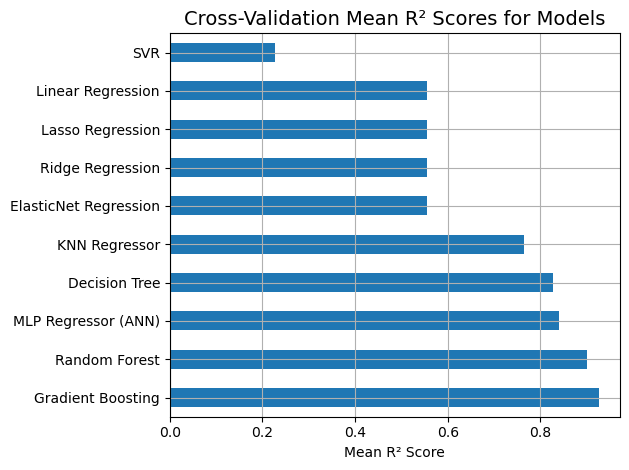 Cross-Validation Mean R² Scores for Models
SVR
Linear Regression
Lasso Regression
Ridge Regression
ElasticNet Regression
KNN Regressor
Decision Tree
MLP Regressor (ANN)
Random Forest
Gradient Boosting
0.0 0.2 0.4 0.6 0.8
Mean R² Score